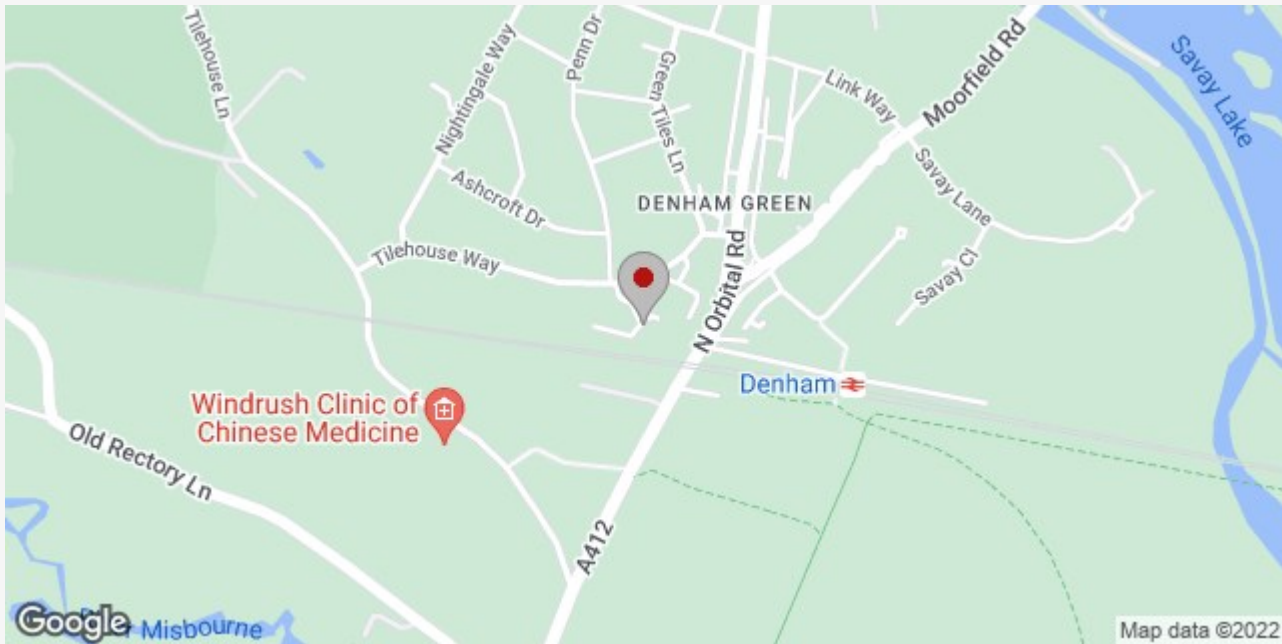 Tilehouse Ln
Nightingale Way
Penn Dr
Green Tiles Ln
Link Way
Moorfield Rd
Savay Lake
Ashcroft Dr
DENHAM GREEN
Savay Lane
Tilehouse Way
N Orbital Rd
Savay Cl
Denham
Windrush Clinic of
Chinese Medicine
Old Rectory Ln
A412
Google
Misbourne
Map data ©2022